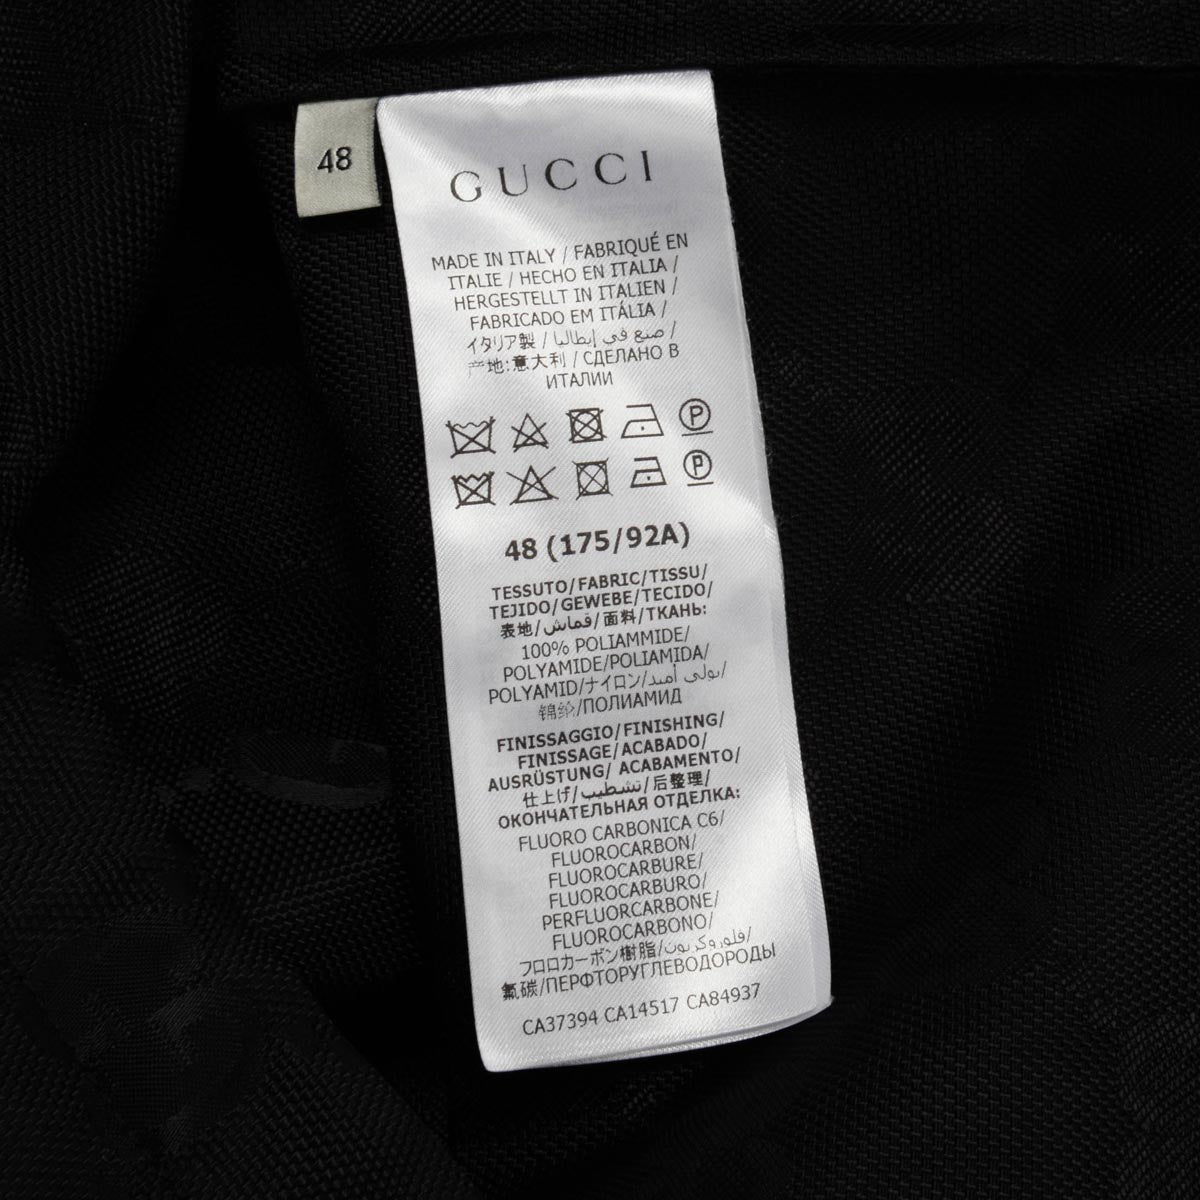 48
GUCCI
MADE IN ITALY / FABRIQUÉ EN
ITALIE / HECHO EN ITALIA /
HERGESTELLT IN ITALIEN /
FABRICADO EM ITÁLIA /
イタリア製 / صنع في إيطاليا /
产地:意大利 / СДЕЛАНО В
ИТАЛИИ
P
P
48 (175/92A)
TESSUTO/FABRIC/TISSU/
TEJIDO/GEWEBE/TECIDO/
表地/قماش/面料/ТКАНЬ:
100% POLIAMMIDE/
POLYAMIDE/POLIAMIDA/
POLYAMID/ナイロン/بولي أميد/
锦纶/ПОЛИАМИД
FINISSAGGIO/FINISHING/
FINISSAGE/ACABADO/
AUSRÜSTUNG/ ACABAMENTO/
仕上げ/تشطيب/后整理/
ОКОНЧАТЕЛЬНАЯ ОТДЕЛКА:
FLUORO CARBONICA C6/
FLUOROCARBON/
FLUOROCARBURE/
FLUOROCARBURO/
PERFLUORCARBONE/
FLUOROCARBONO/
フロロカーボン樹脂/فلوروكربون/
氟碳/ПЕРФТОРУГЛЕВОДОРОДЫ
CA37394 CA14517 CA84937